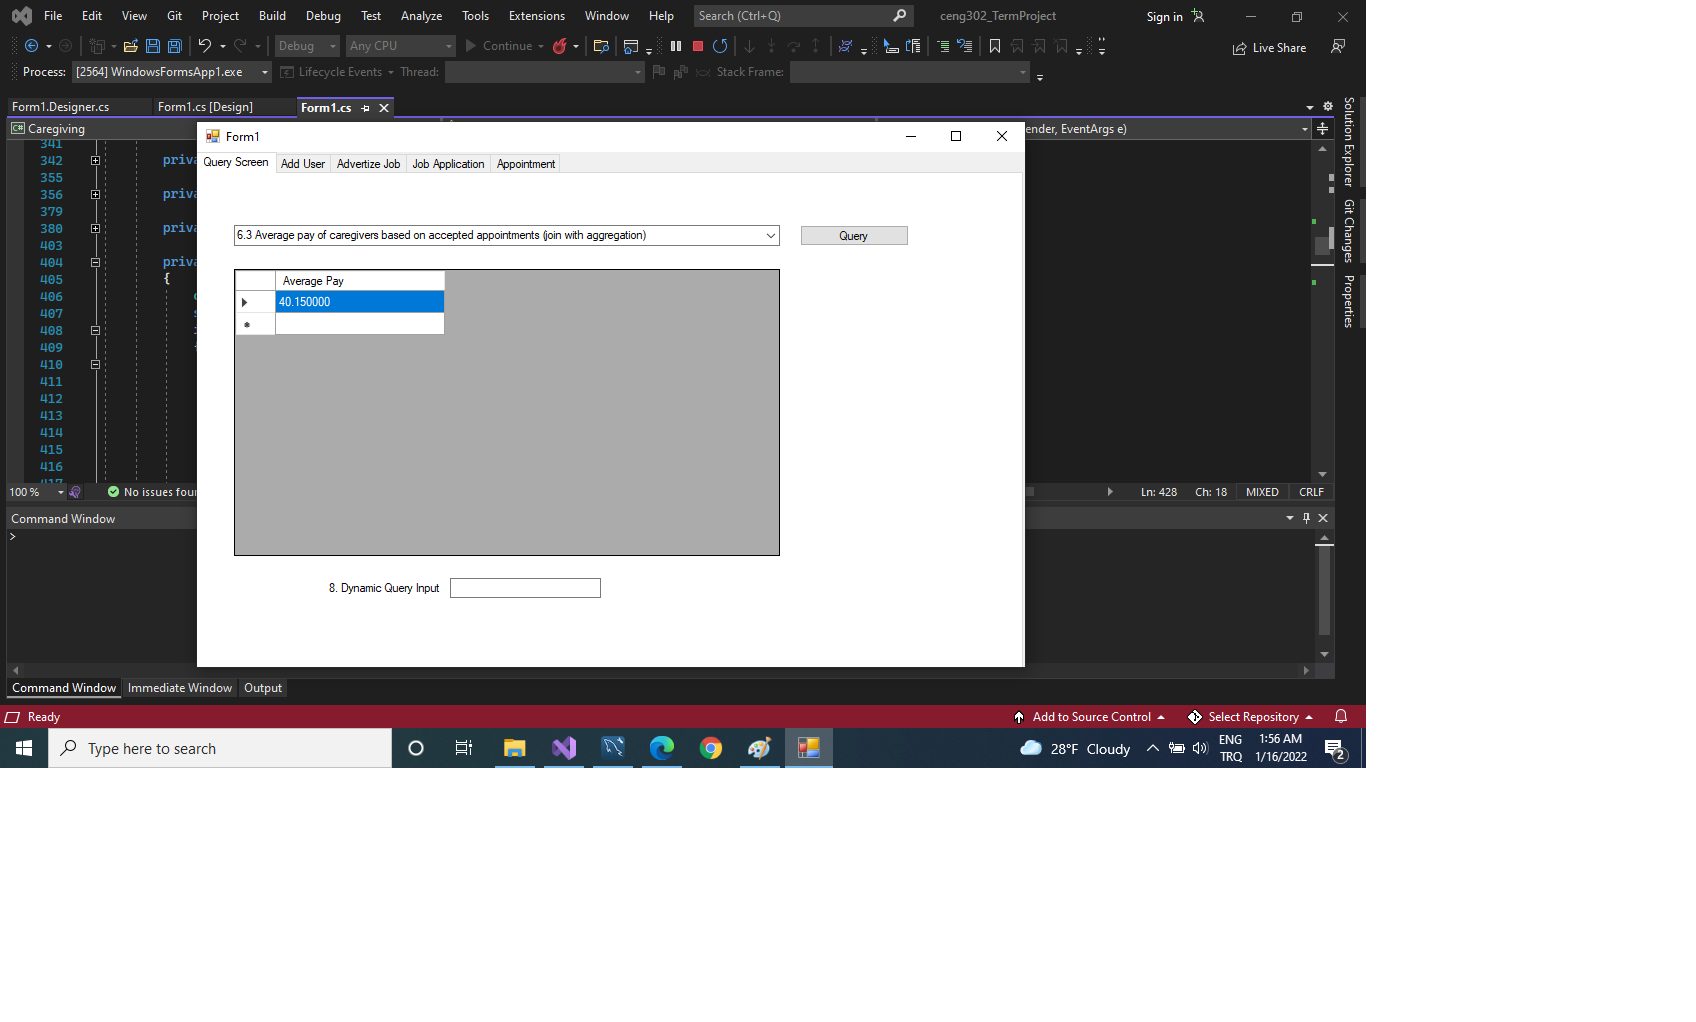 File Edit View Git Project Build Debug Test Analyze Tools Extensions Window Help Search (Ctrl+Q) ceng302_TermProject Sign in
Debug Any CPU Continue Live Share
Process: [2564] WindowsFormsApp1.exe Lifecycle Events Thread: Stack Frame:
Form1.Designer.cs Form1.cs [Design] Form1.cs
C# Caregiving ender, EventArgs e)
Form1
Query Screen Add User Advertize Job Job Application Appointment
6.3 Average pay of caregivers based on accepted appointments (join with aggregation) Query
Average Pay
40.150000
8. Dynamic Query Input
341
342 priva
355
356 priva
379
380 priva
403
404 priva
405 {
406
407
408
409
410
411
412
413
414
415
416
417
Solution Explorer
Git Changes
Properties
100 % No issues four Ln: 428 Ch: 18 MIXED CRLF
Command Window
>
Command Window Immediate Window Output
Ready Add to Source Control Select Repository
Type here to search 28°F Cloudy ENG 1:56 AM
TRQ 1/16/2022 2